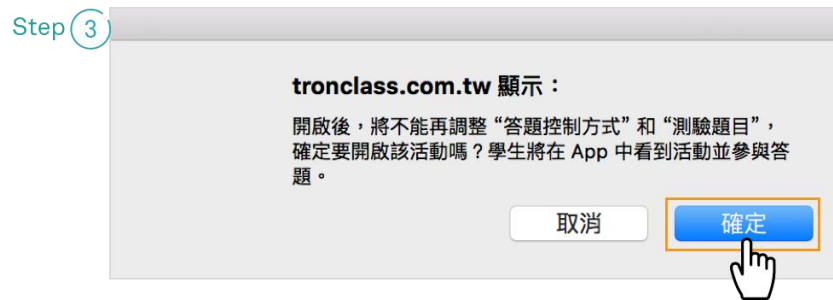 Step 3
tronclass.com.tw 顯示：
開啟後，將不能再調整 “答題控制方式” 和 “測驗題目”，
確定要開啟該活動嗎？學生將在 App 中看到活動並參與答
題。
取消 確定